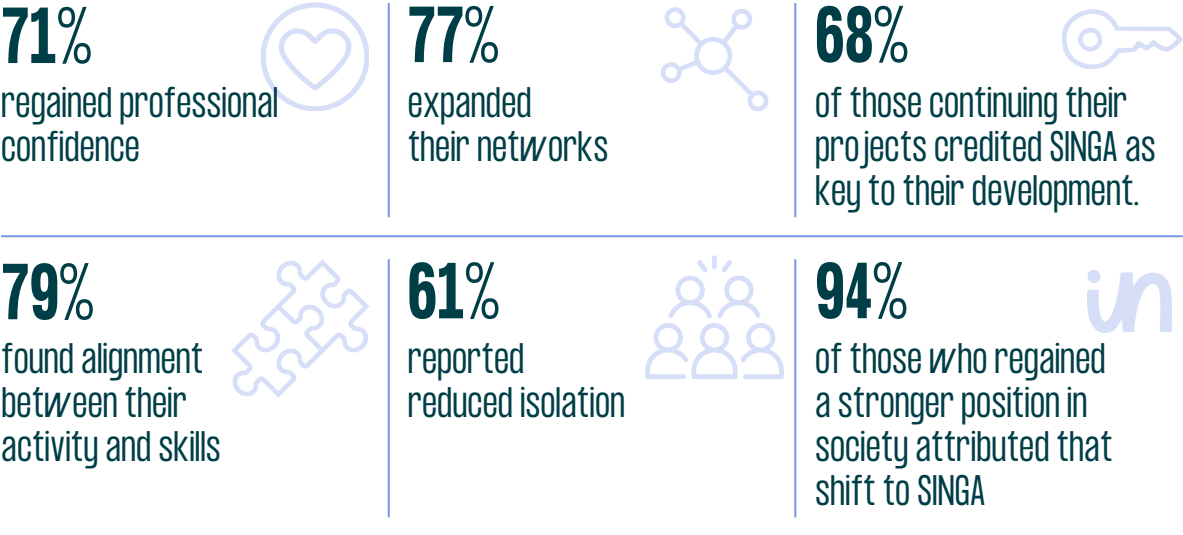 71%
regained professional
confidence
77%
expanded
their networks
68%
of those continuing their
projects credited SINGA as
key to their development.
79%
found alignment
between their
activity and skills
61%
reported
reduced isolation
94%
in
of those who regained
a stronger position in
society attributed that
shift to SINGA